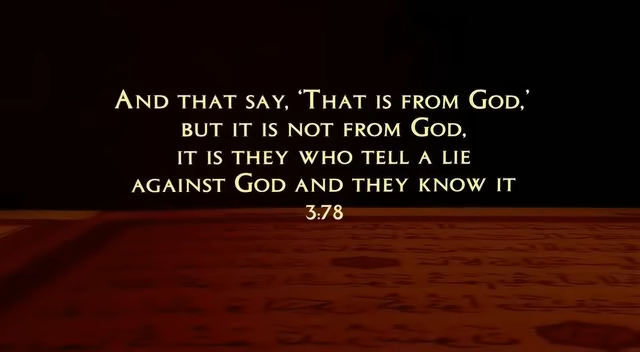 And that say, ‘That is from God,’
but it is not from God,
it is they who tell a lie
against God and they know it
3:78